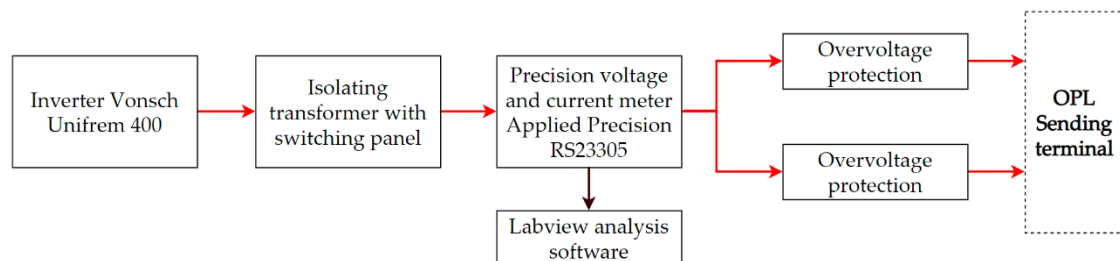 Inverter Vonsch
Unifrem 400
Isolating
transformer with
switching panel
Precision voltage
and current meter
Applied Precision
RS23305
Labview analysis
software
Overvoltage
protection
Overvoltage
protection
OPL
Sending
terminal